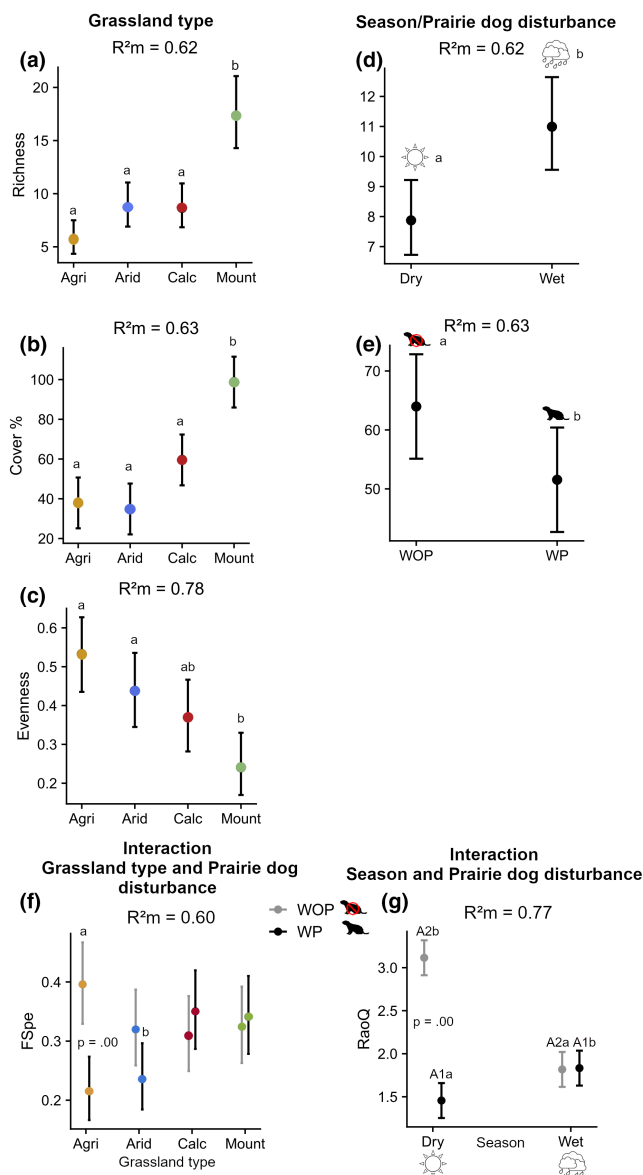 Grassland type
Season/Prairie dog disturbance
(a)
R²m = 0.62
b
20
15
10
5
Richness
a
a
a
Agri Arid Calc Mount
(d)
R²m = 0.62
b
12
11
10
9
8
7
a
Dry Wet
(b)
R²m = 0.63
b
100
80
60
40
20
Cover %
a
a
a
Agri Arid Calc Mount
(e)
R²m = 0.63
a
70
60
50
b
WOP WP
(c)
R²m = 0.78
a
a
ab
b
0.6
0.5
0.4
0.3
0.2
Evenness
Agri Arid Calc Mount
Interaction
Grassland type and Prairie dog
disturbance
(f)
R²m = 0.60
WOP
WP
a
0.4
0.3
0.2
FSpe
p = .00
b
Agri Arid Calc Mount
Grassland type
Interaction
Season and Prairie dog disturbance
(g)
R²m = 0.77
A2b
3.0
2.5
2.0
1.5
RaoQ
p = .00
A1a
A2a A1b
Dry Season Wet